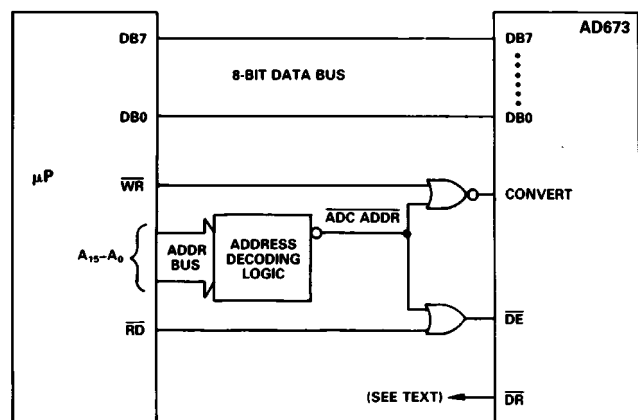 AD673
DB7
DB7
8-BIT DATA BUS
DB0
DB0
μP
WR
CONVERT
ADC ADDR
A15–A0
ADDR
BUS
ADDRESS
DECODING
LOGIC
RD
DE
(SEE TEXT)
DR